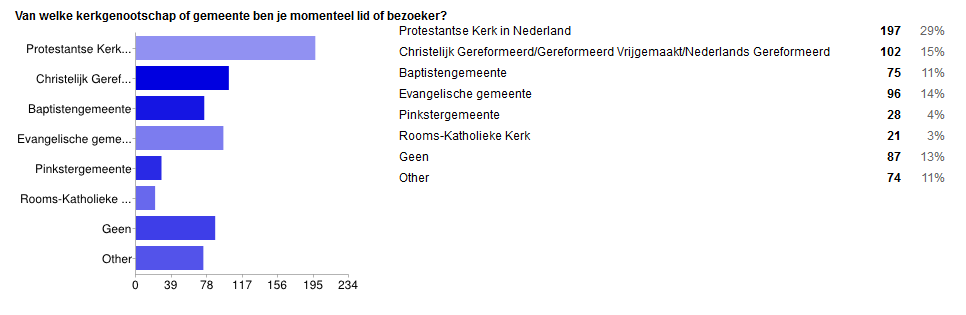 Van welke kerkgenootschap of gemeente ben je momenteel lid of bezoeker?
Protestantse Kerk...
Christelijk Geref...
Baptistengemeente
Evangelische geme...
Pinkstergemeente
Rooms-Katholieke ...
Geen
Other
0 39 78 117 156 195 234
Protestantse Kerk in Nederland 197 29%
Christelijk Gereformeerd/Gereformeerd Vrijgemaakt/Nederlands Gereformeerd 102 15%
Baptistengemeente 75 11%
Evangelische gemeente 96 14%
Pinkstergemeente 28 4%
Rooms-Katholieke Kerk 21 3%
Geen 87 13%
Other 74 11%